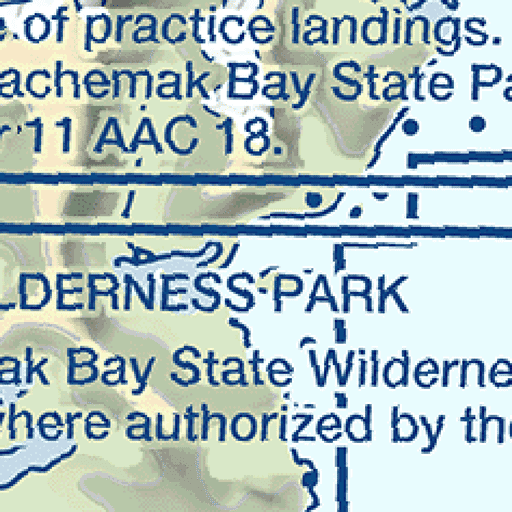 of practice landings.
achemak Bay State Pa
11 AAC 18.
LDERNESS PARK
ak Bay State Wilderne
where authorized by the